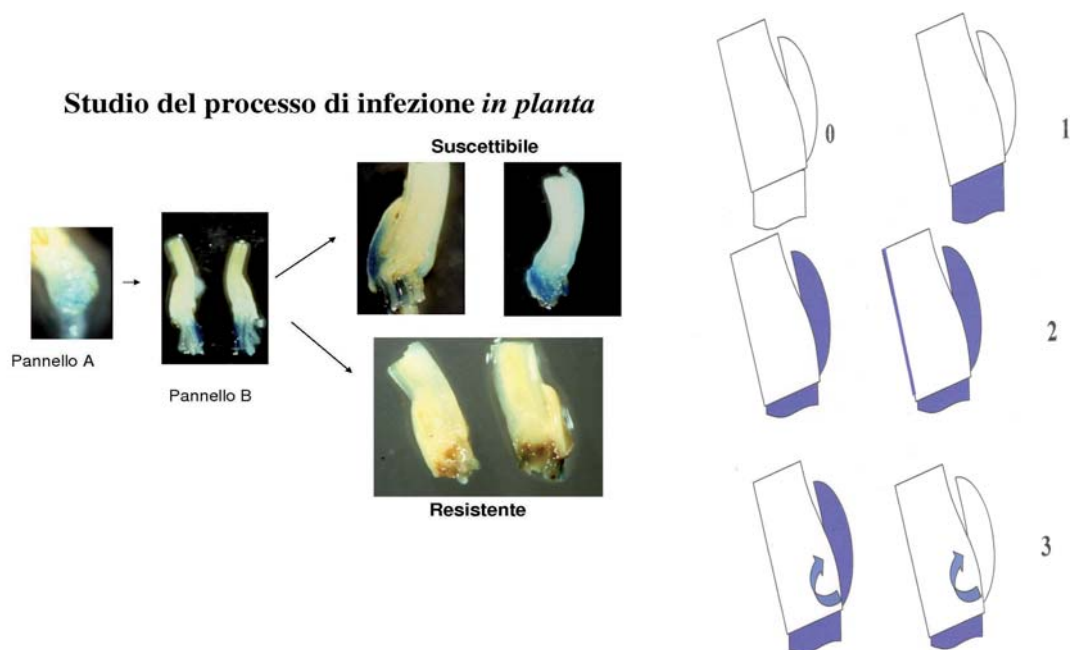 Studio del processo di infezione in planta
Suscettibile
Pannello A
Pannello B
Resistente
0
1
2
3